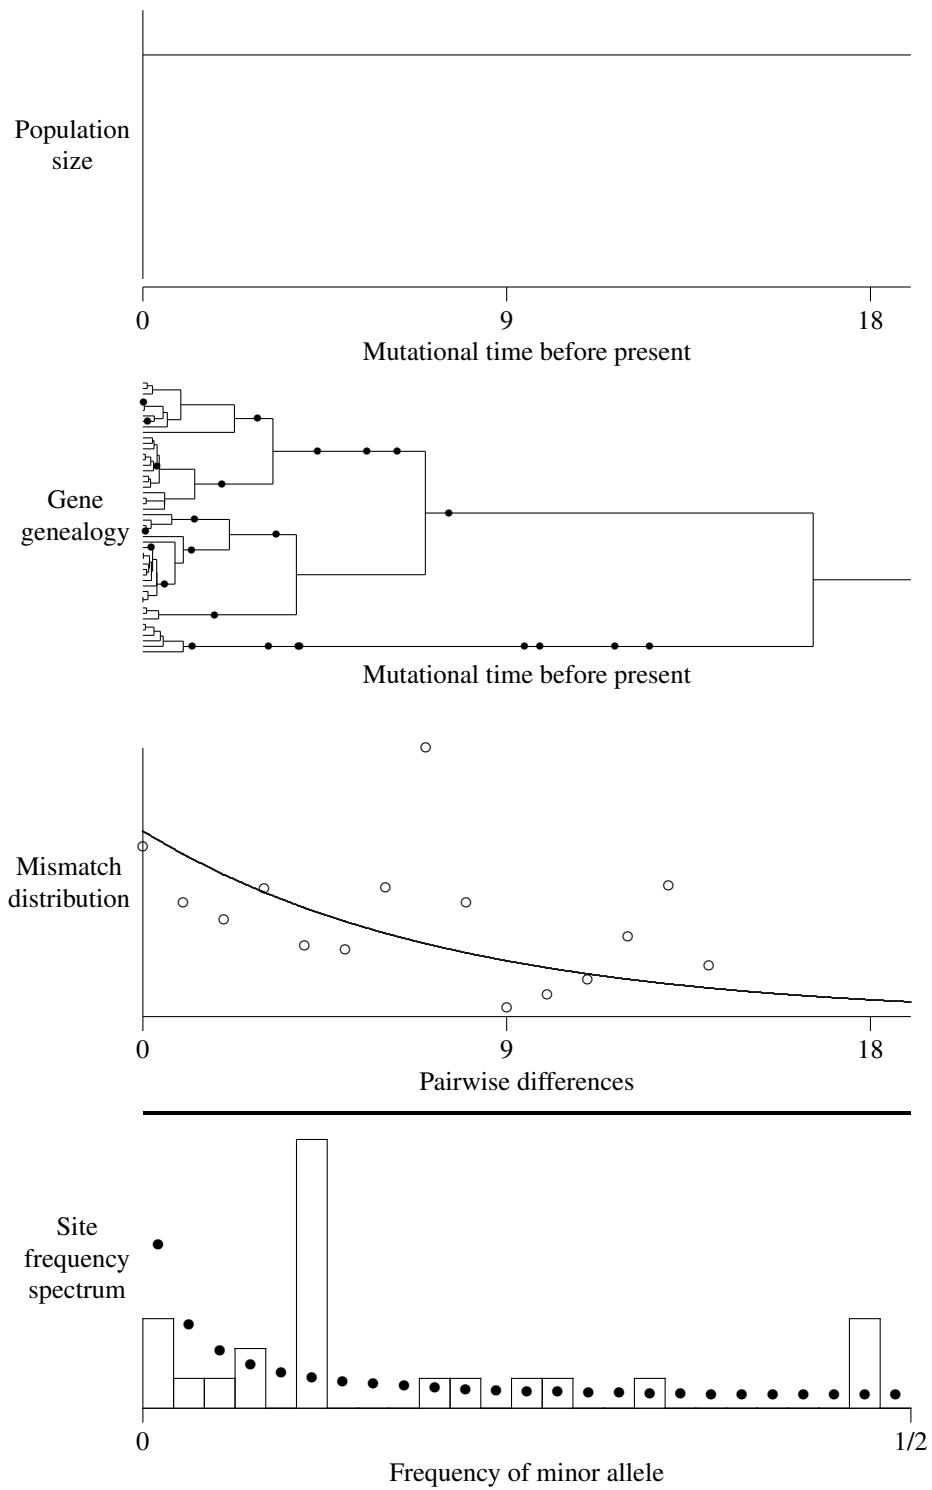 Population
size
0 9 18
Mutational time before present
Gene
genealogy
Mutational time before present
Mismatch
distribution
0 9 18
Pairwise differences
Site
frequency
spectrum
0 1/2
Frequency of minor allele